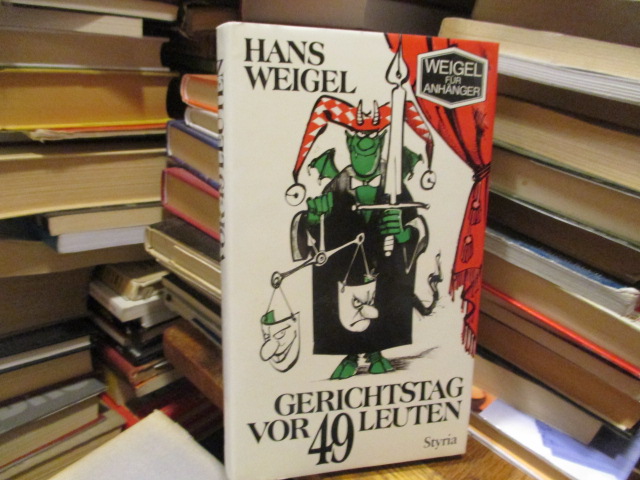 HANS
WEIGEL
WEIGEL
FÜR
ANHÄNGER
GERICHTSTAG
VOR 49 LEUTEN
Styria